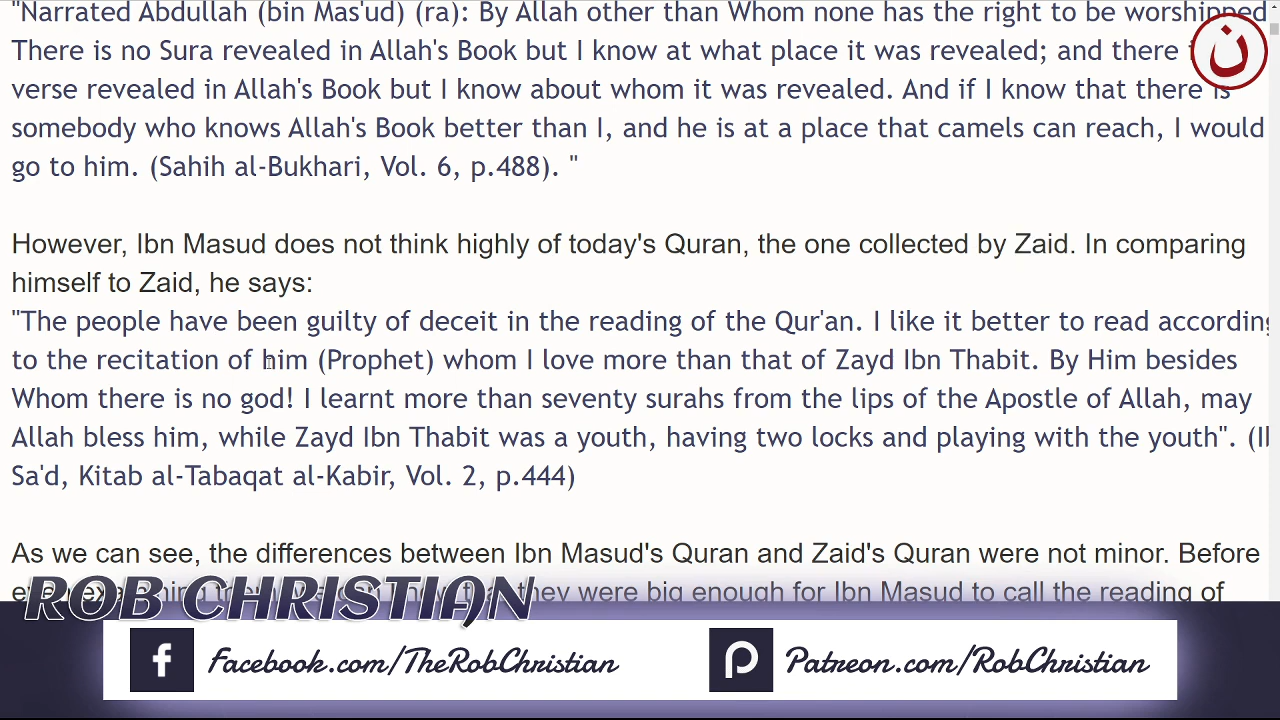 "Narrated Abdullah (bin Mas'ud) (ra): By Allah other than Whom none has the right to be worshipped
There is no Sura revealed in Allah's Book but I know at what place it was revealed; and there
ن
verse revealed in Allah's Book but I know about whom it was revealed. And if I know that there is
somebody who knows Allah's Book better than I, and he is at a place that camels can reach, I would
go to him. (Sahih al-Bukhari, Vol. 6, p.488). "
However, Ibn Masud does not think highly of today's Quran, the one collected by Zaid. In comparing
himself to Zaid, he says:
"The people have been guilty of deceit in the reading of the Qur'an. I like it better to read according
to the recitation of him (Prophet) whom I love more than that of Zayd Ibn Thabit. By Him besides
Whom there is no god! I learnt more than seventy surahs from the lips of the Apostle of Allah, may
Allah bless him, while Zayd Ibn Thabit was a youth, having two locks and playing with the youth". (
Sa'd, Kitab al-Tabaqat al-Kabir, Vol. 2, p.444)
As we can see, the differences between Ibn Masud's Quran and Zaid's Quran were not minor. Before
they were big enough for Ibn Masud to call the reading of
ROB CHRISTIAN
Facebook.com/TheRobChristian
Patreon.com/RobChristian